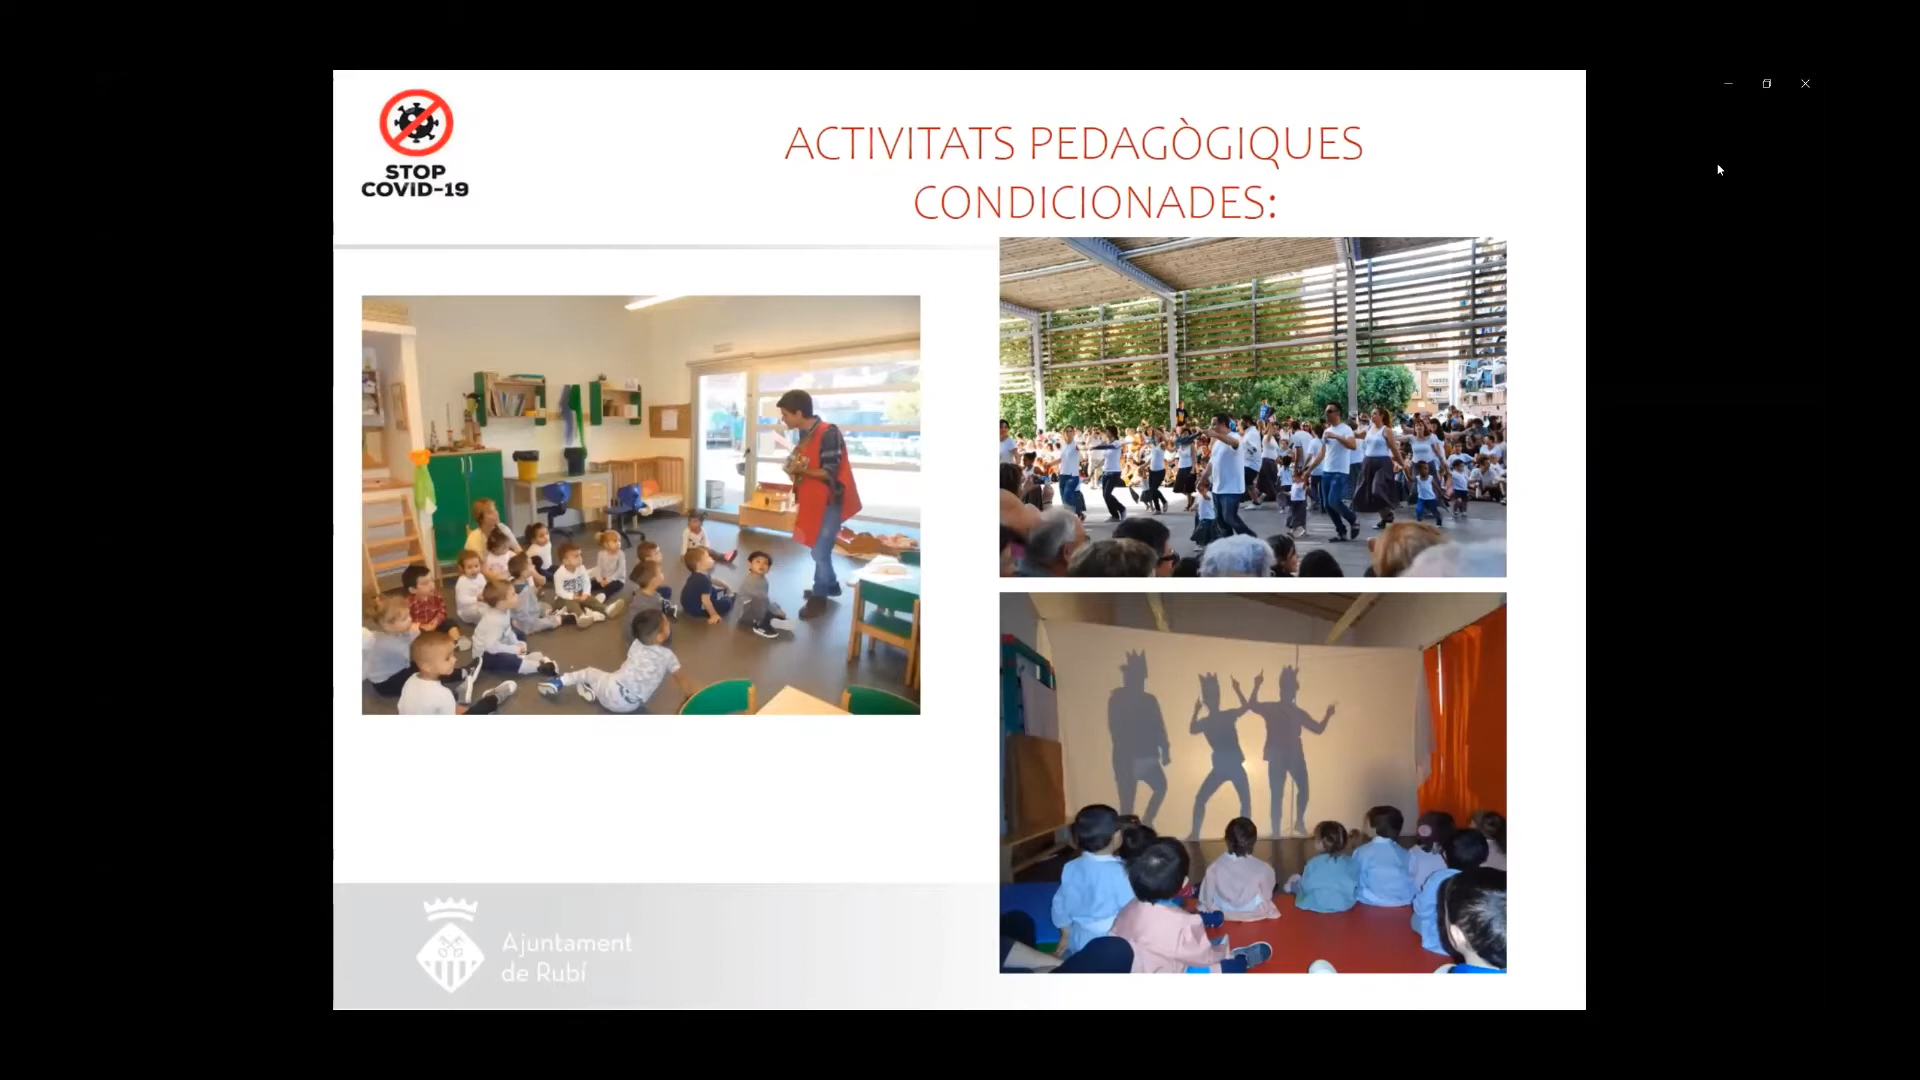 STOP
COVID-19
ACTIVITATS PEDAGÒGIQUES
CONDICIONADES:
Ajuntament
de Rubí